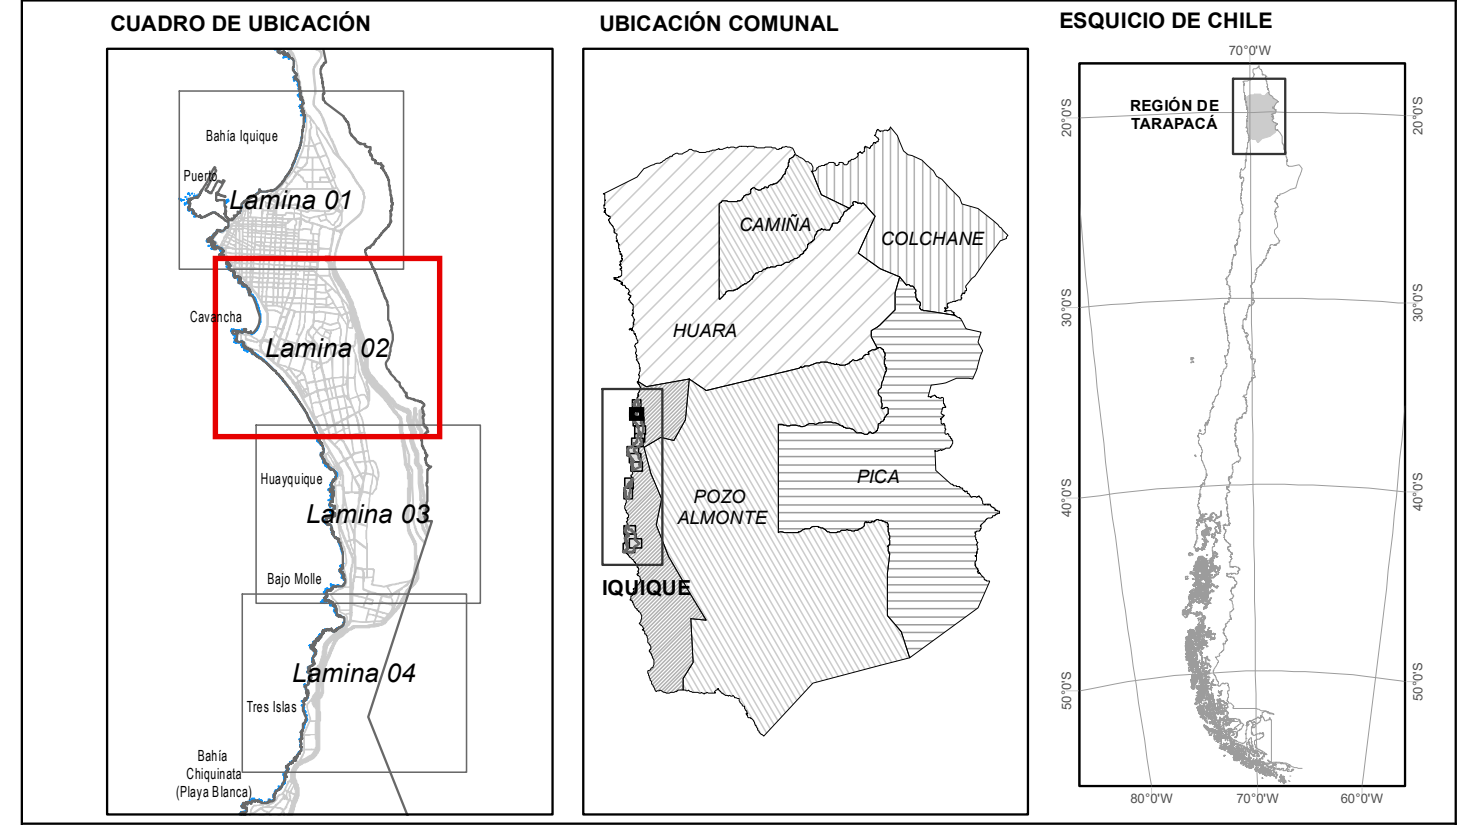 CUADRO DE UBICACIÓN
Bahía Iquique
Puerto
Lamina 01
Cavancha
Lamina 02
Huayquique
Lamina 03
Bajo Molle
Lamina 04
Tres Islas
Bahía
Chiquinata
(Playa Blanca)
UBICACIÓN COMUNAL
CAMIÑA
COLCHANE
HUARA
PICA
POZO
ALMONTE
IQUIQUE
ESQUICIO DE CHILE
70°0'W
REGIÓN DE
TARAPACÁ
20°0'S
20°0'S
30°0'S
30°0'S
40°0'S
40°0'S
50°0'S
50°0'S
80°0'W
70°0'W
60°0'W